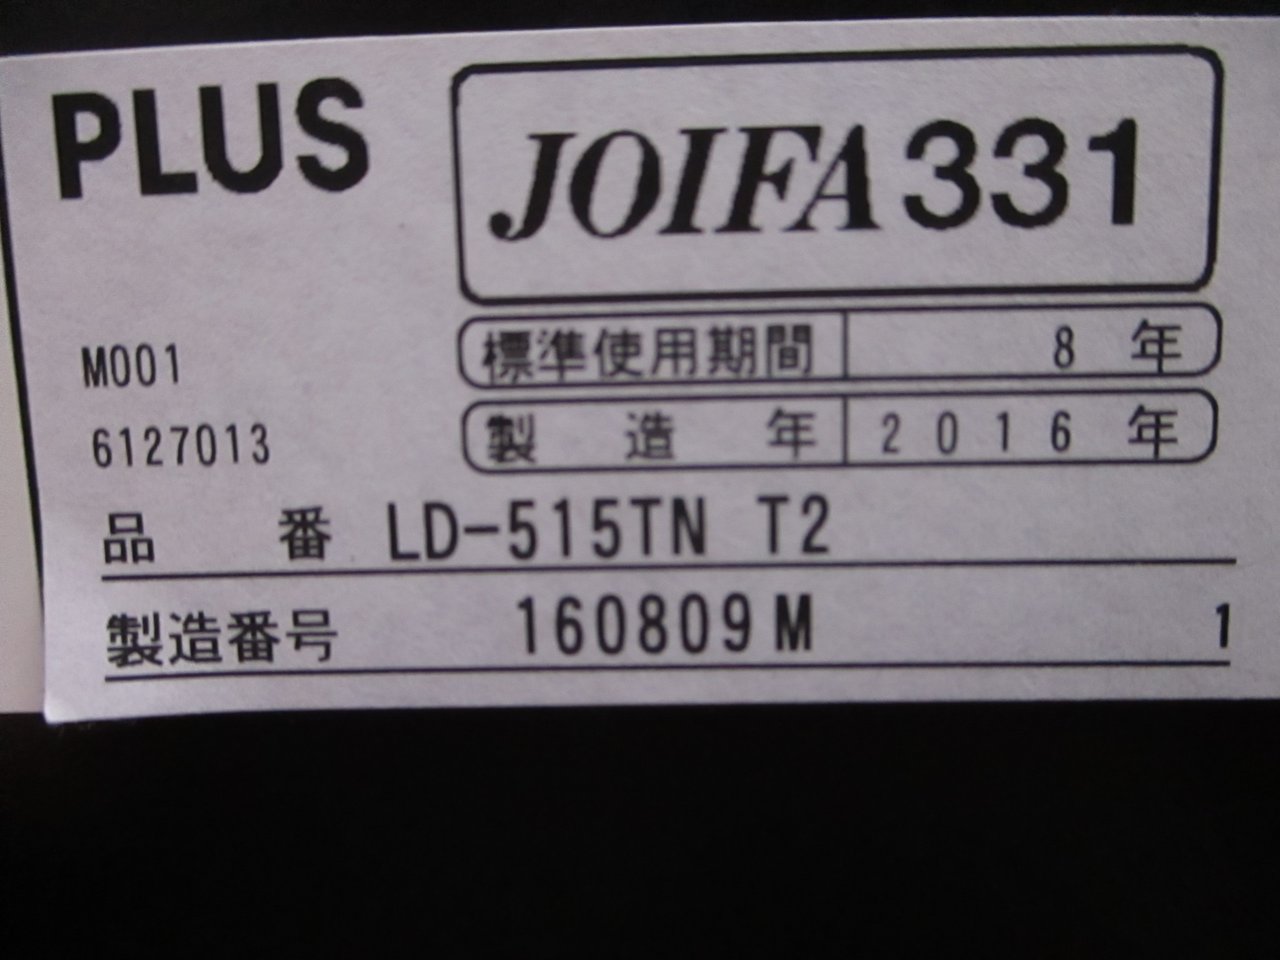 PLUS
JOIFA 331
標準使用期間 8 年
製造年 2016 年
M001
6127013
品番 LD-515TN T2
製造番号 160809M 1